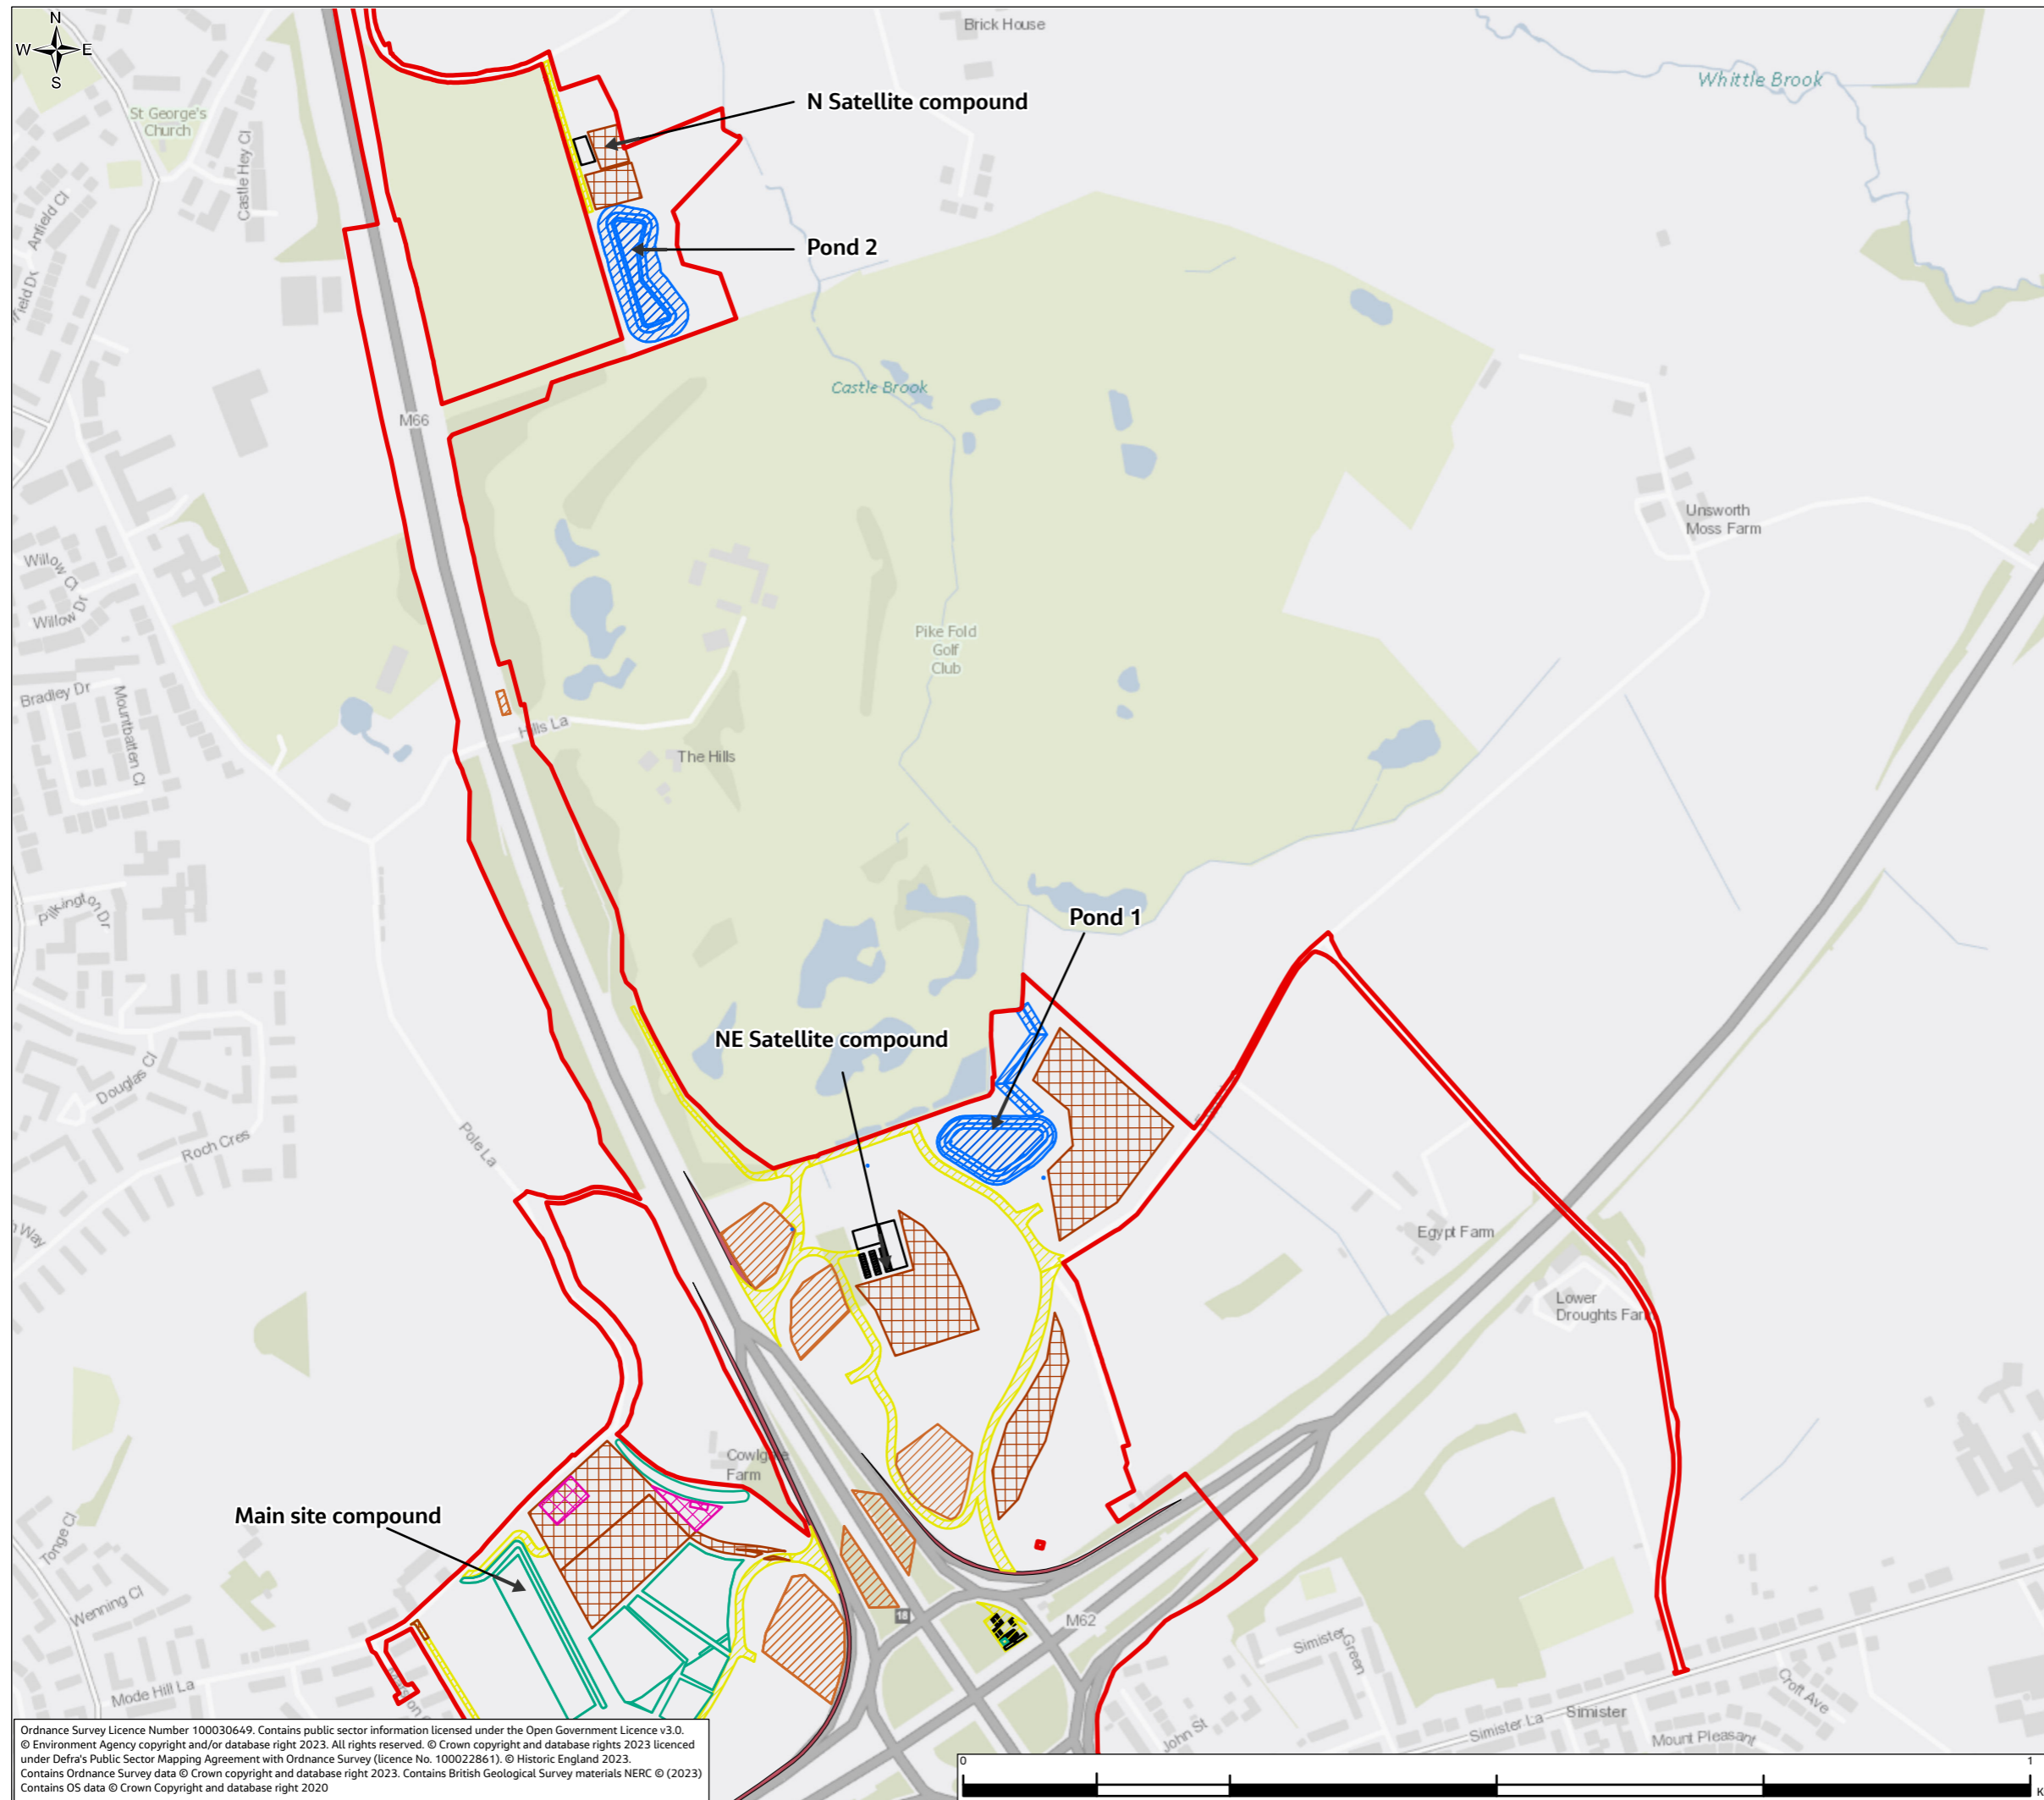 N
W E
S
Brick House
Whittle Brook
N Satellite compound
St George's
Church
Castle Hey Cl
Anfield Cl
Pond 2
Castle Brook
M66
Unsworth
Moss Farm
Willow Cl
Willow Dr
Pike Fold
Golf
Club
Bradley Dr
Mountbatten Cl
Hills La
The Hills
Pilkington Dr
Pond 1
NE Satellite compound
Douglas Cl
Roch Cres
Pole La
Way
Egypt Farm
Lower
Droughts Far
Farm
Main site compound
Tonge Cl
Wenning Cl
18
M62
Simister
Green
Mode Hill La
Croft Ave
Simister
Simister La
John St
Mount Pleasant
Ordnance Survey Licence Number 100030649. Contains public sector information licensed under the Open Government Licence v3.0.
© Environment Agency copyright and/or database right 2023. All rights reserved. © Crown copyright and database rights 2023 licenced
under Defra's Public Sector Mapping Agreement with Ordnance Survey (licence No. 100022861). © Historic England 2023.
Contains Ordnance Survey data © Crown copyright and database right 2023. Contains British Geological Survey materials NERC © (2023)
Contains OS data © Crown Copyright and database right 2020
0 1
K